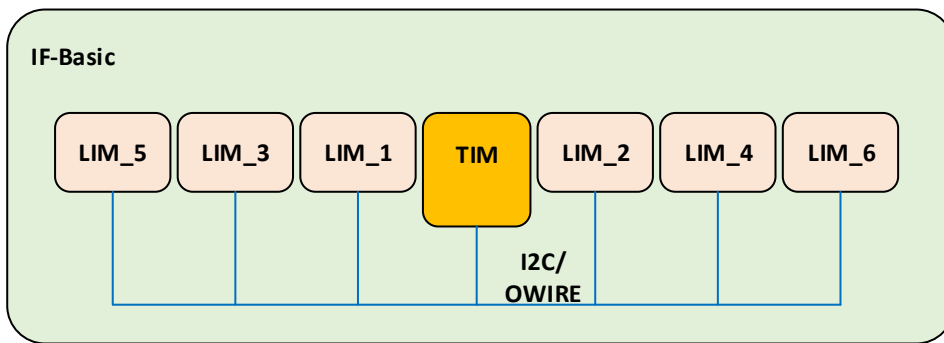 IF-Basic
LIM_5
LIM_3
LIM_1
TIM
LIM_2
LIM_4
LIM_6
I2C/
OWIRE